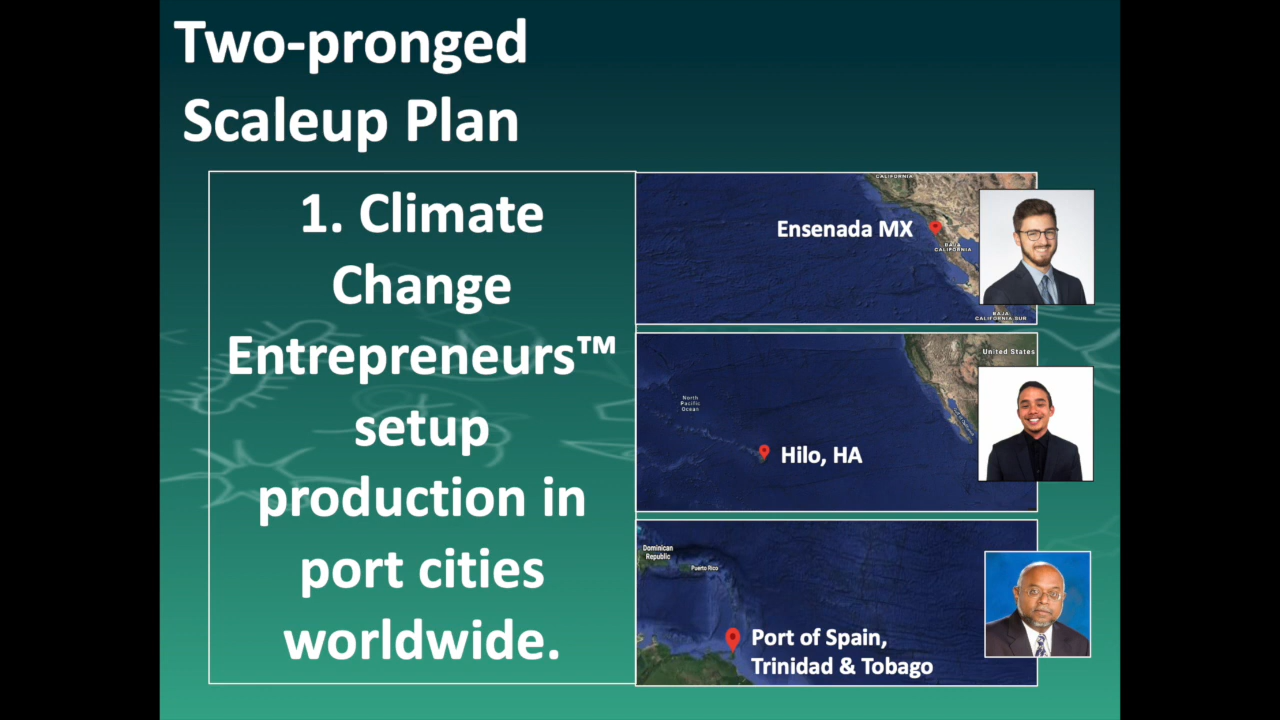 Two-pronged
Scaleup Plan
1. Climate
Change
Entrepreneurs™
setup
production in
port cities
worldwide.
CALIFORNIA
Ensenada MX
BAJA
CALIFORNIA
BAJA
CALIFORNIA SUR
United States
North
Pacific
Ocean
Hilo, HA
Dominican
Republic
Puerto Rico
Port of Spain,
Trinidad & Tobago